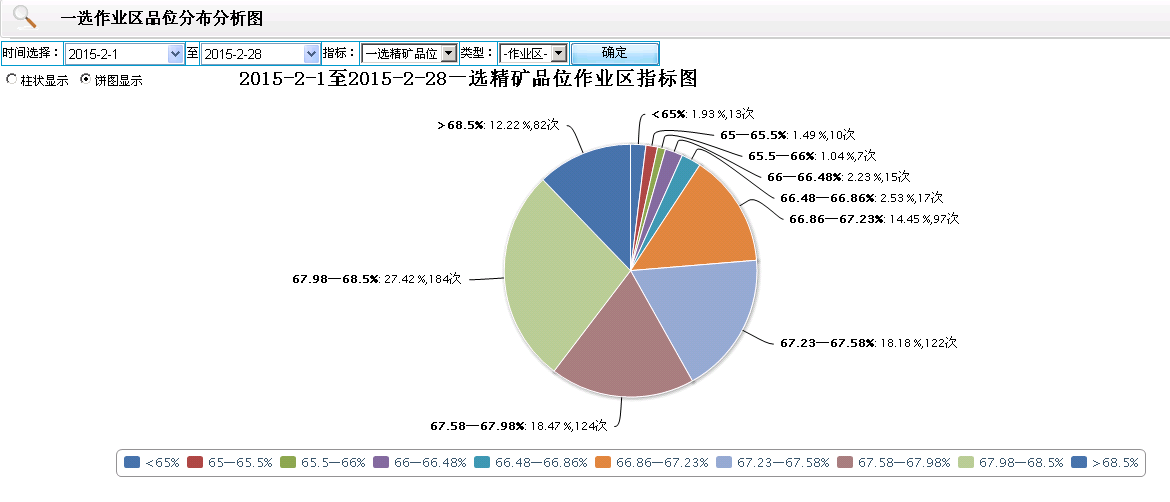 一选作业区品位分布分析图
时间选择： 2015-2-1 至 2015-2-28 指标： 一选精矿品位 类型： -作业区- 确定
柱状显示 饼图显示
2015-2-1至2015-2-28一选精矿品位作业区指标图
<65%: 1.93 %,13次
>68.5%: 12.22 %,82次
65—65.5%: 1.49 %,10次
65.5—66%: 1.04 %,7次
66—66.48%: 2.23 %,15次
66.48—66.86%: 2.53 %,17次
66.86—67.23%: 14.45 %,97次
67.98—68.5%: 27.42 %,184次
67.23—67.58%: 18.18 %,122次
67.58—67.98%: 18.47 %,124次
<65% 65—65.5% 65.5—66% 66—66.48% 66.48—66.86% 66.86—67.23% 67.23—67.58% 67.58—67.98% 67.98—68.5% >68.5%